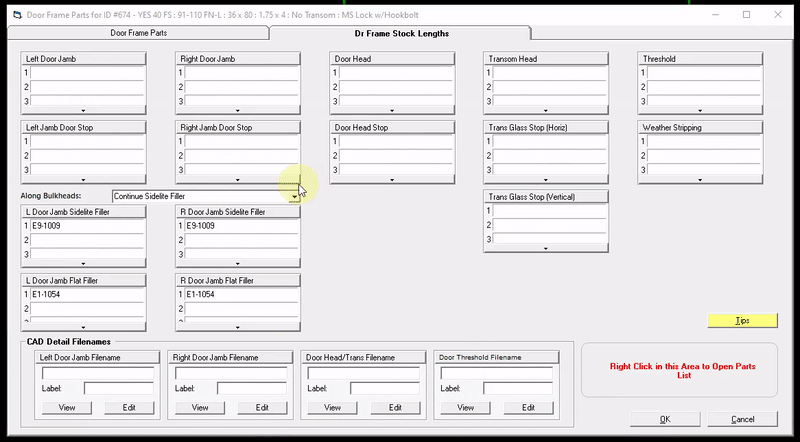 Door Frame Parts for ID #674 - YES 40 FS : 91-110 FN-L : 36 x 80 : 1.75 x 4 : No Transom : MS Lock w/Hookbolt
Door Frame Parts Dr Frame Stock Lengths
Left Door Jamb Right Door Jamb Door Head Transom Head Threshold
1 1 1 1 1
2 2 2 2 2
3 3 3 3 3
Left Jamb Door Stop Right Jamb Door Stop Door Head Stop Trans Glass Stop (Horiz) Weather Stripping
1 1 1 1 1
2 2 2 2 2
3 3 3 3 3
Along Bulkheads: Continue Sidelite Filler Trans Glass Stop (Vertical)
L Door Jamb Sidelite Filler R Door Jamb Sidelite Filler 1
1 E9-1009 1 E9-1009 2
2 2 3
3 3
L Door Jamb Flat Filler R Door Jamb Flat Filler
1 E1-1054 1 E1-1054
2 2
Tips
CAD Detail Filenames
Left Door Jamb Filename Right Door Jamb Filename Door Head/Trans Filename Door Threshold Filename
Label: Label: Label: Label:
View Edit View Edit View Edit View Edit
Right Click in this Area to Open Parts
List
OK Cancel